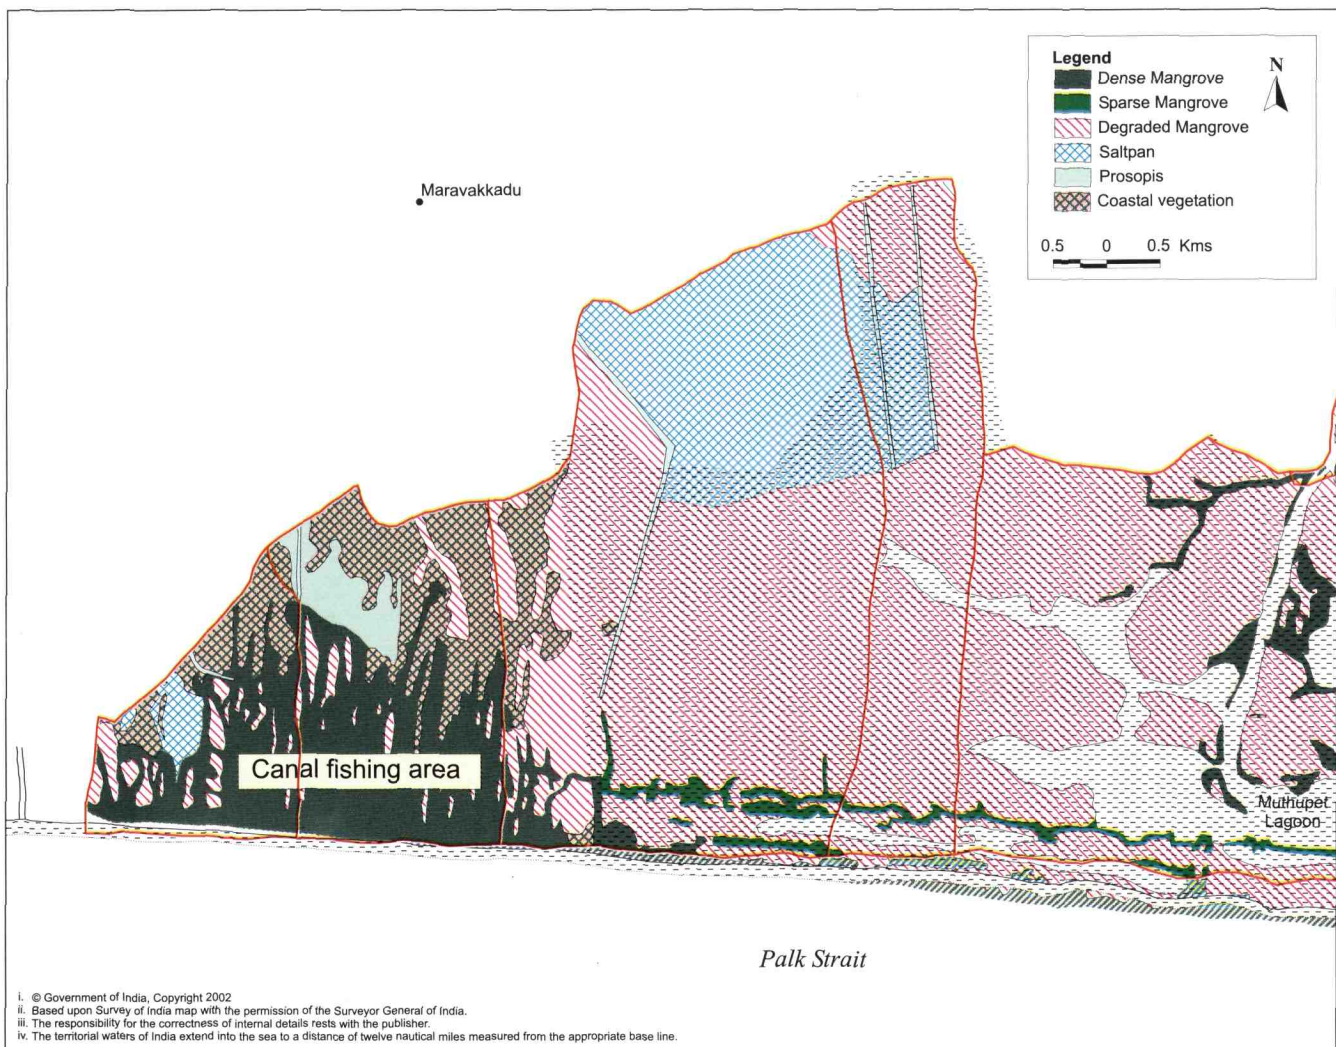 Legend
N
Dense Mangrove
Sparse Mangrove
Degraded Mangrove
Saltpan
Prosopis
Coastal vegetation
0.5 0 0.5 Kms
Maravakkadu
Canal fishing area
Muthupet
Lagoon
Palk Strait
i. © Government of India, Copyright 2002
ii. Based upon Survey of India map with the permission of the Surveyor General of India.
iii. The responsibility for the correctness of internal details rests with the publisher.
iv. The territorial waters of India extend into the sea to a distance of twelve nautical miles measured from the appropriate base line.